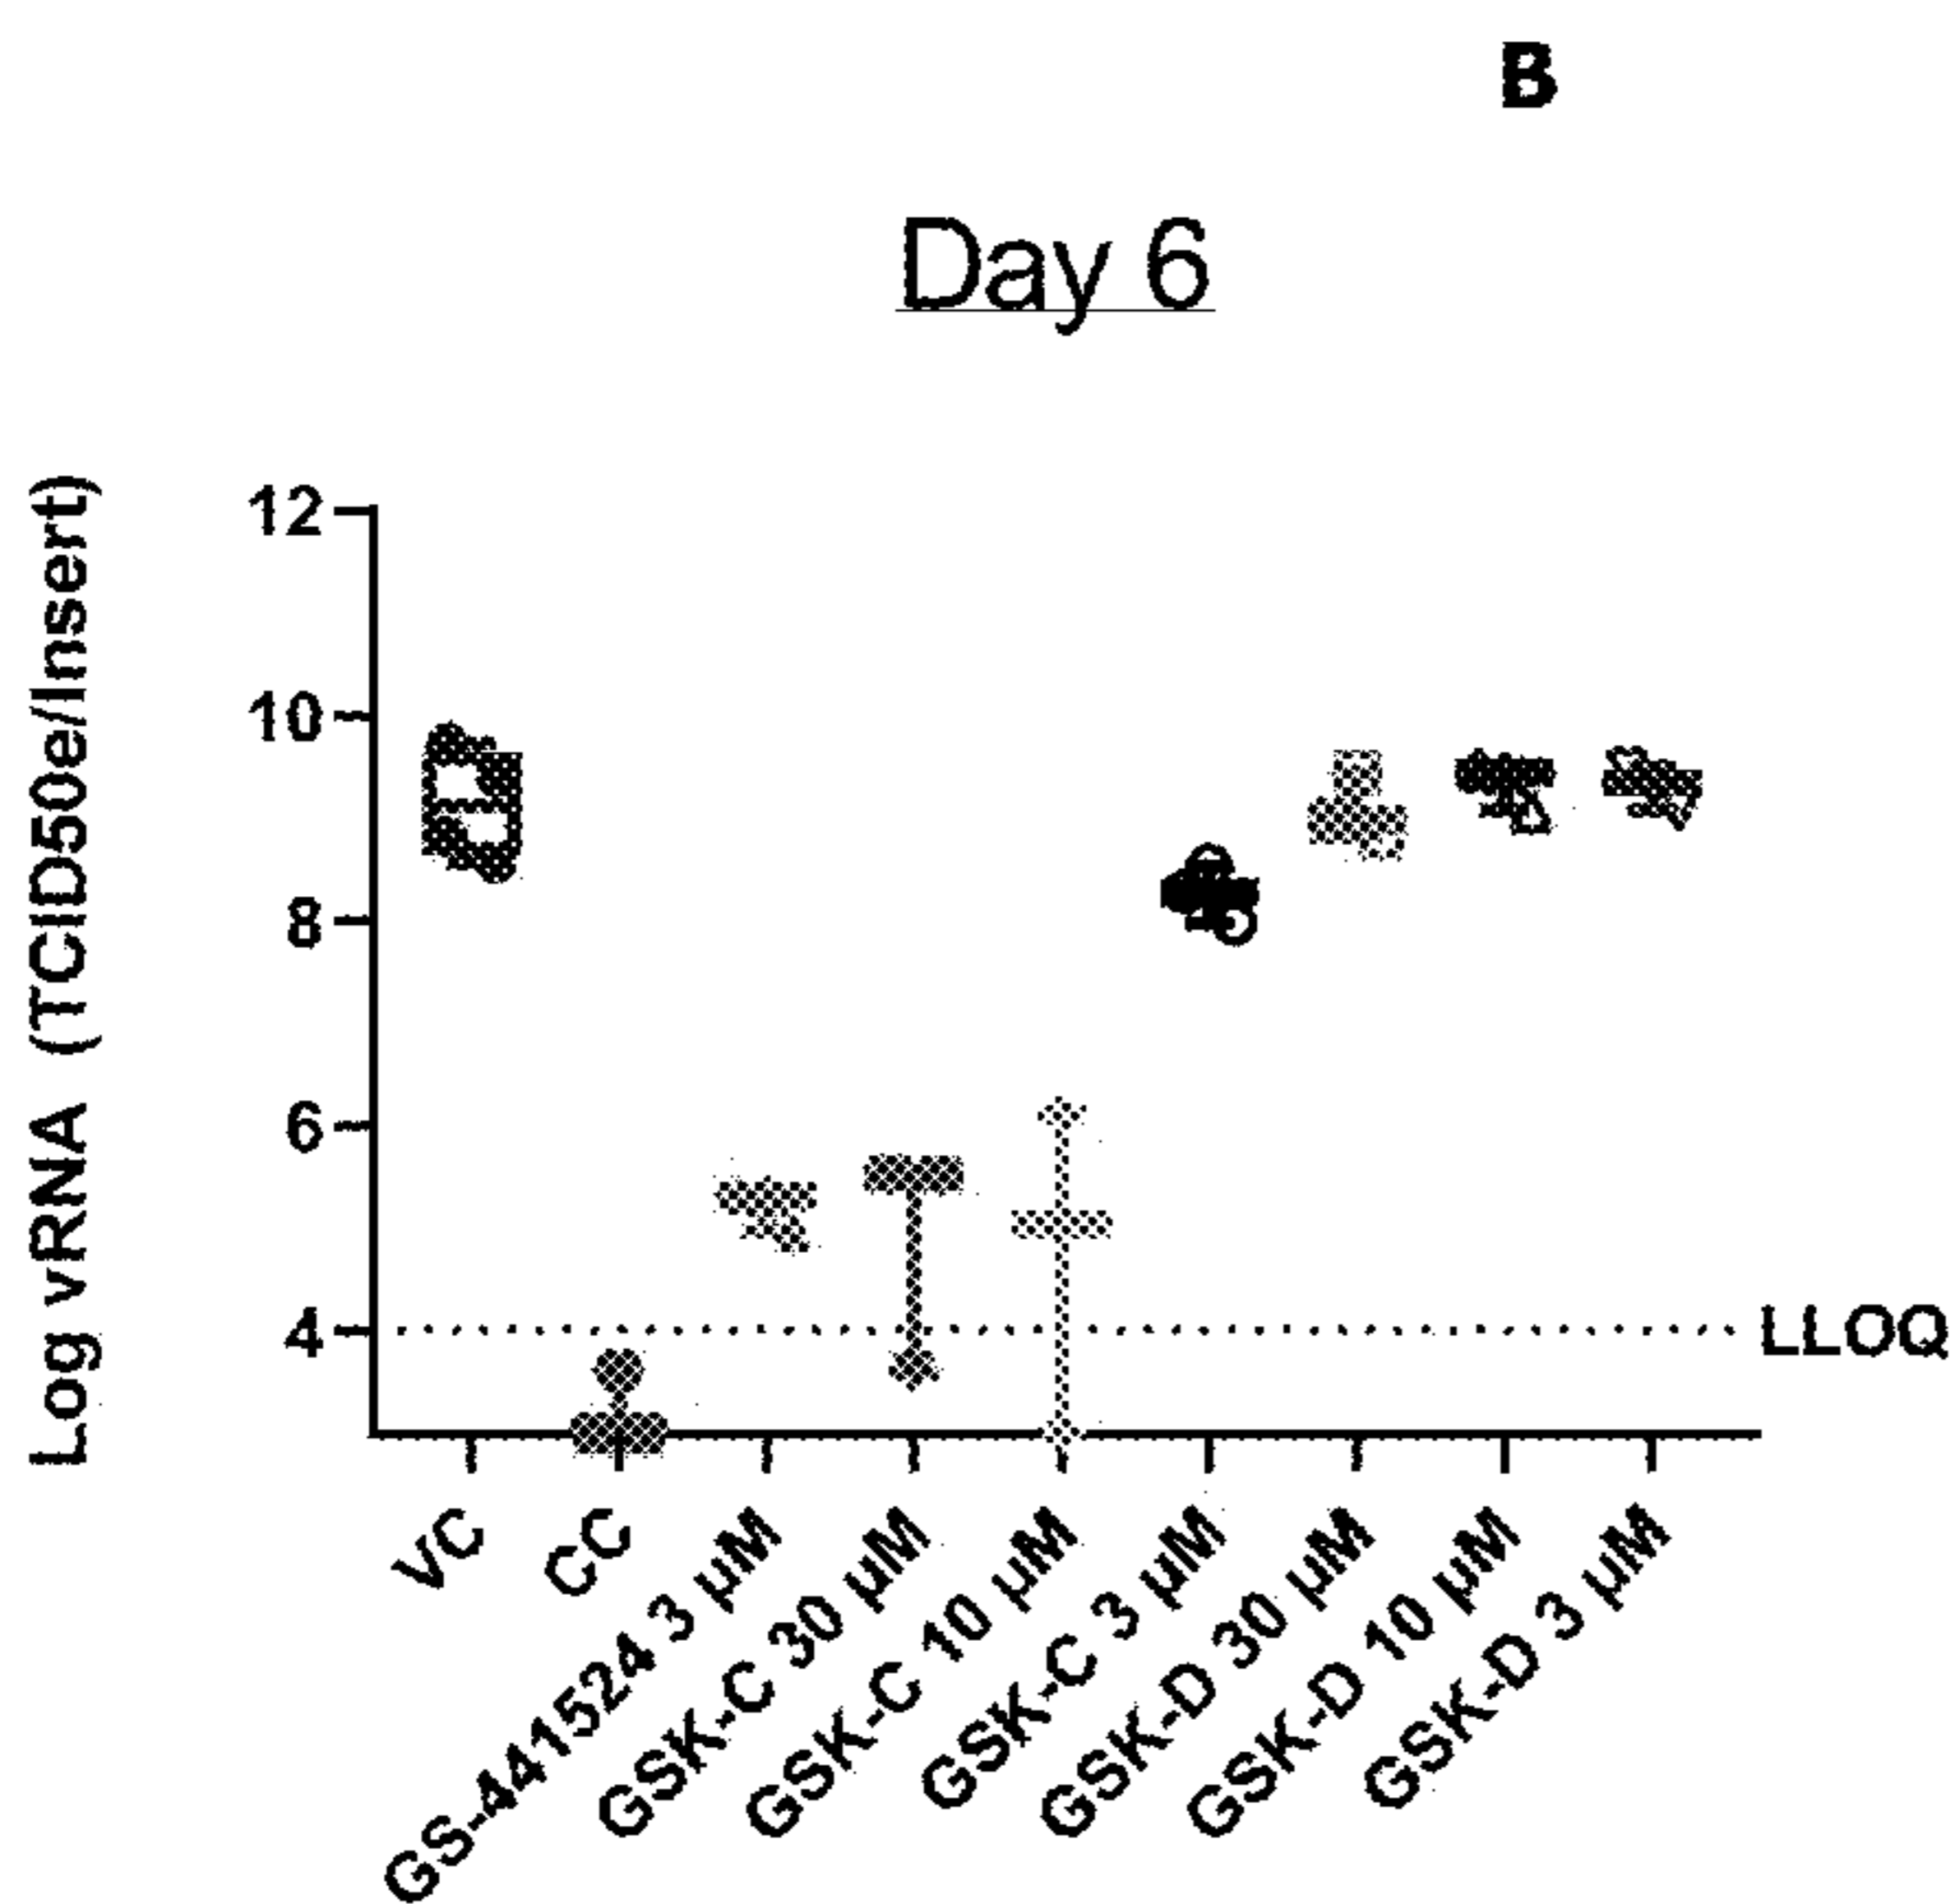 B
Day 6
Log vRNA (TCID50e/Insert)
12
10
8
6
4
LLOQ
VC
CC
GS-441524 3 µM
GSK-C 30 µM
GSK-C 10 µM
GSK-C 3 µM
GSK-D 30 µM
GSK-D 10 µM
GSK-D 3 µM